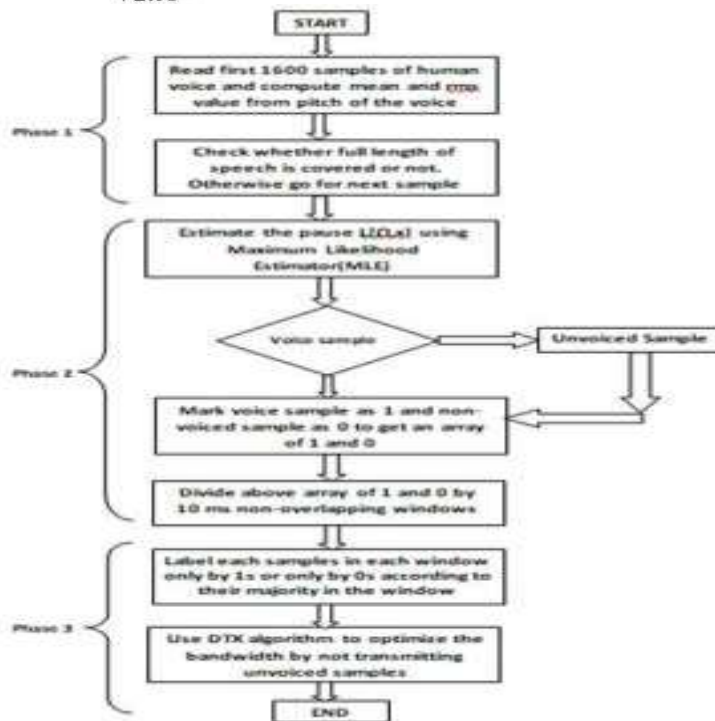 START
Read first 1600 samples of human
voice and compute mean and
value from pitch of the voice
Phase 1
Check whether full length of
speech is covered or not.
Otherwise go for next sample
Estimate the pause using
Maximum Likelihood
Estimator(MLE)
Voice sample
Unvoiced Sample
Phase 2
Mark voice sample as 1 and non-
voiced sample as 0 to get an array
of 1 and 0
Divide above array of 1 and 0 by
10 ms non-overlapping windows
Label each samples in each window
only by 1s or only by 0s according to
their majority in the window
Phase 3
Use DTX algorithm to optimize the
bandwidth by not transmitting
unvoiced samples
END